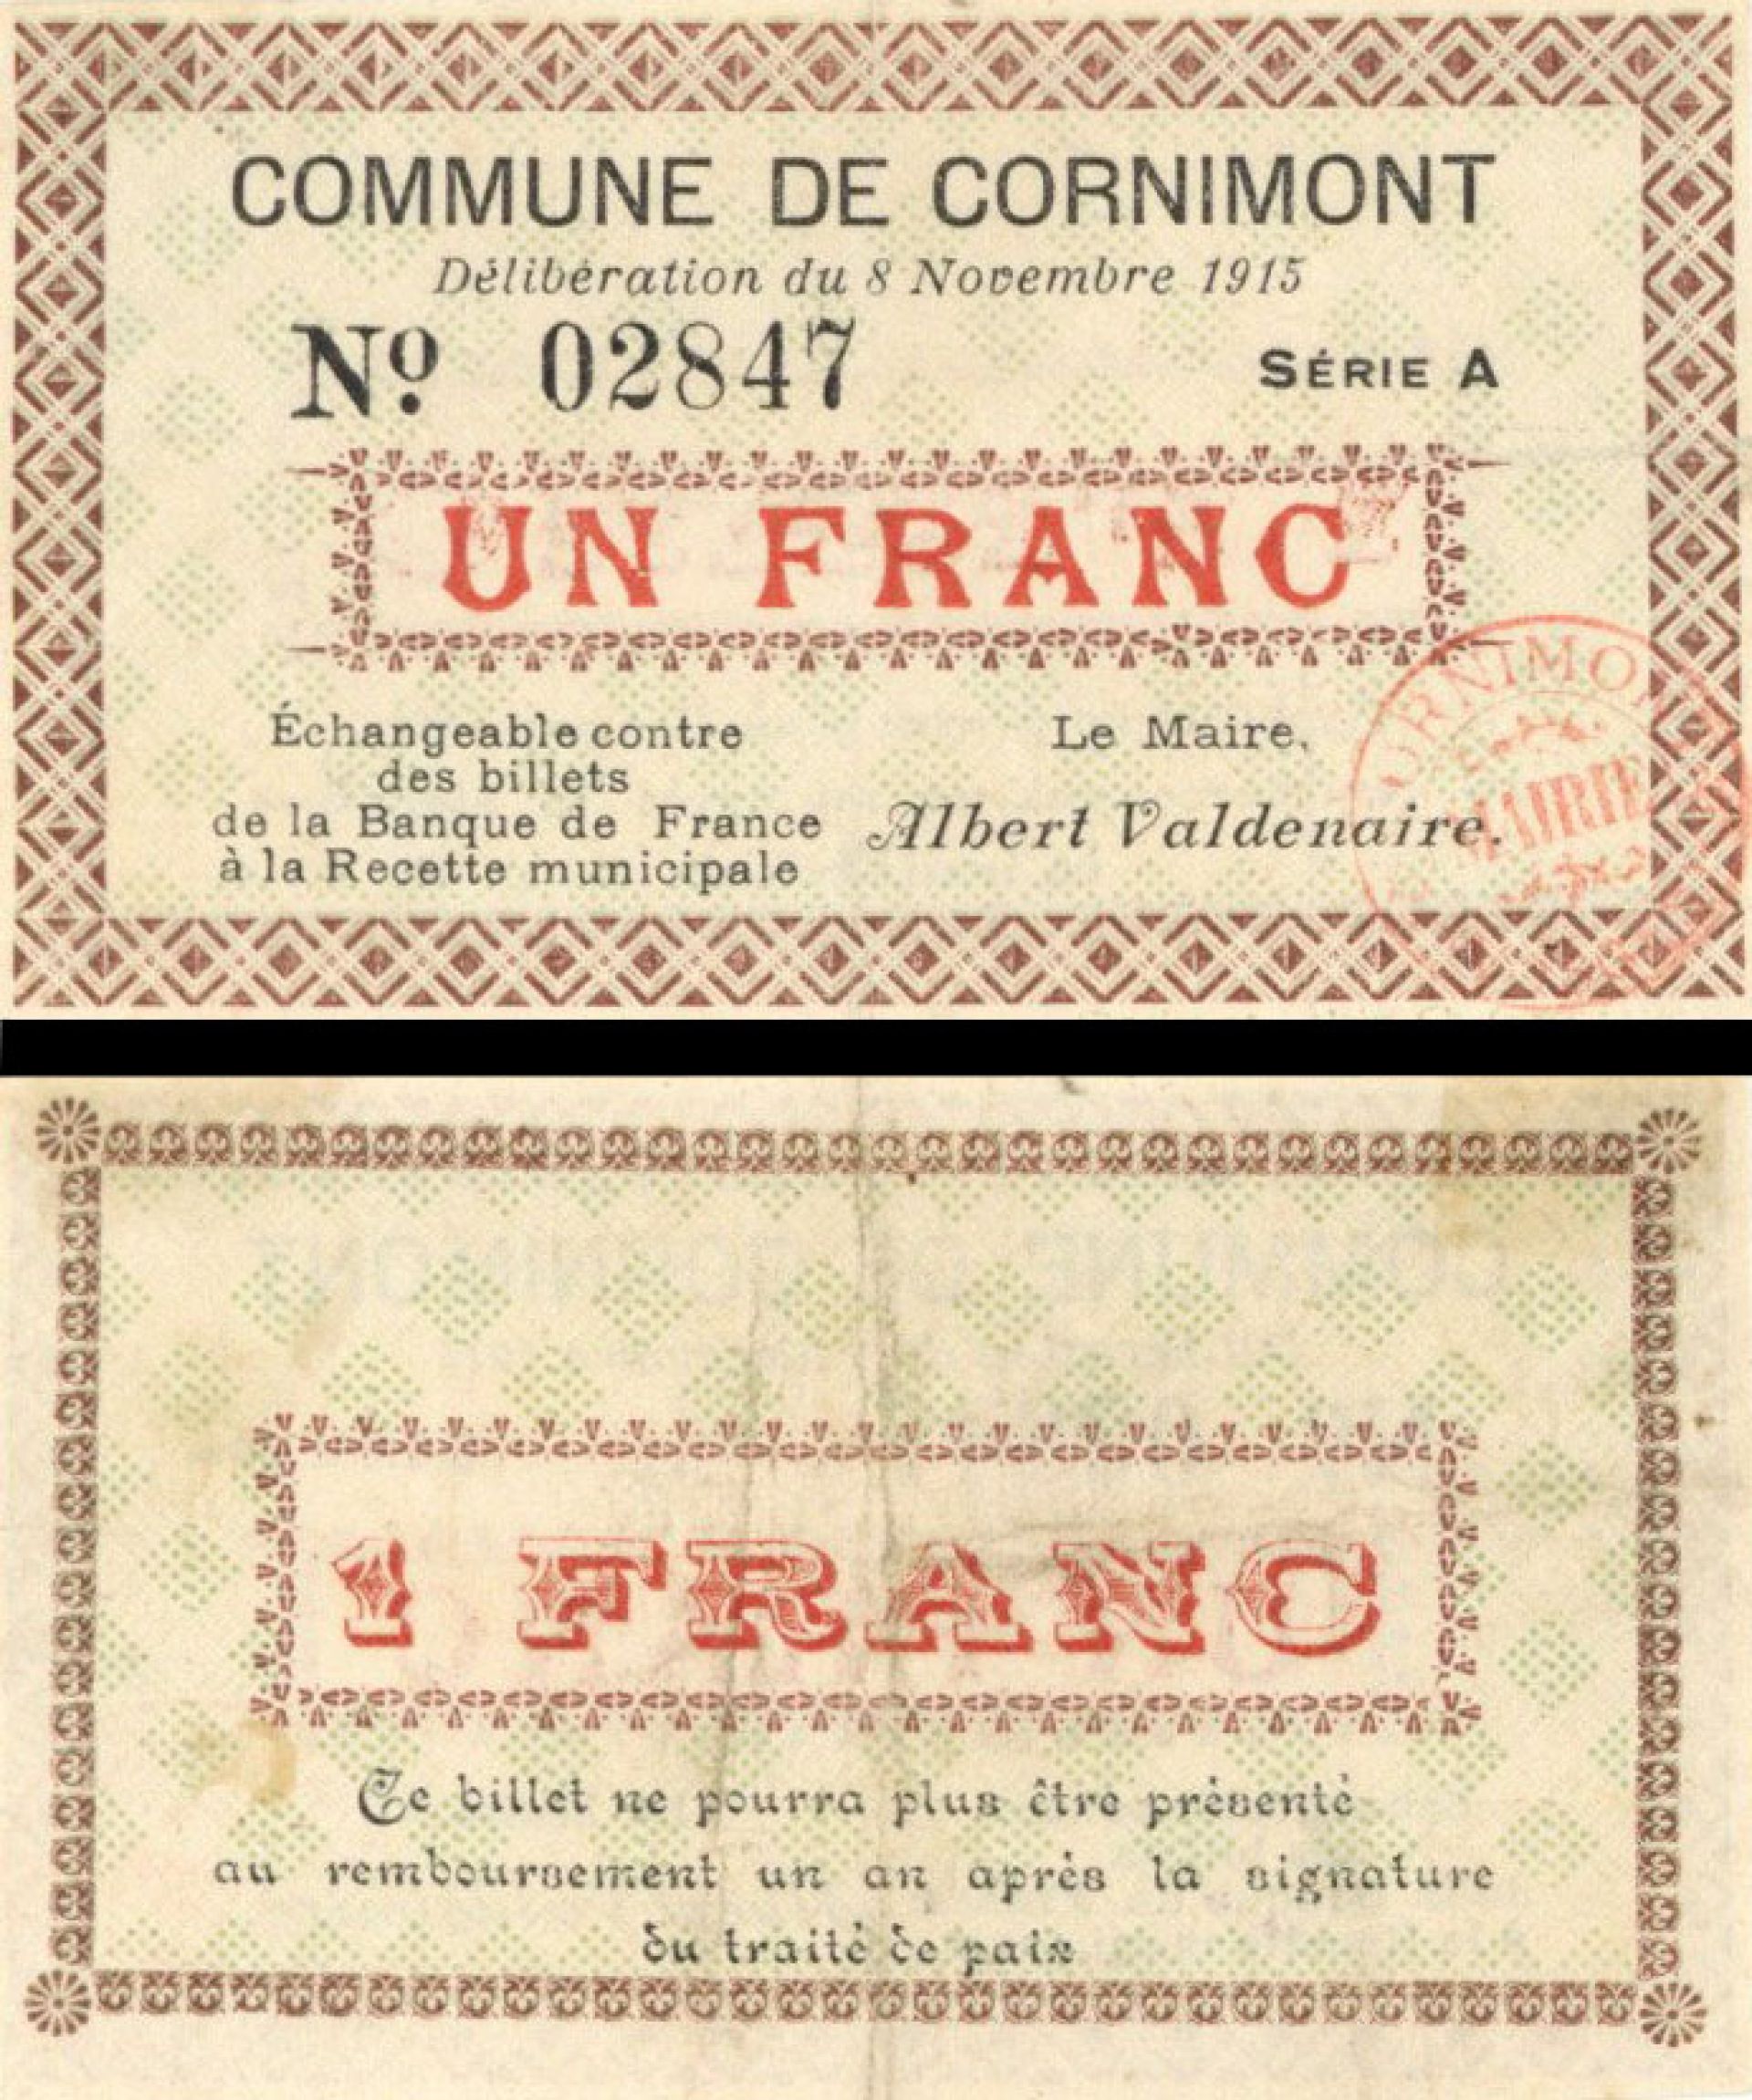 COMMUNE DE CORNIMONT
Délibération du 8 Novembre 1915
Nº 02847
SÉRIE A
UN FRANC
Échangeable contre
des billets
de la Banque de France
à la Recette municipale
Le Maire,
Albert Valdenaire.
CORNIMONT
MAIRIE
1 FRANC
Ce billet ne pourra plus être présenté
au remboursement un an après la signature
du traité de paix